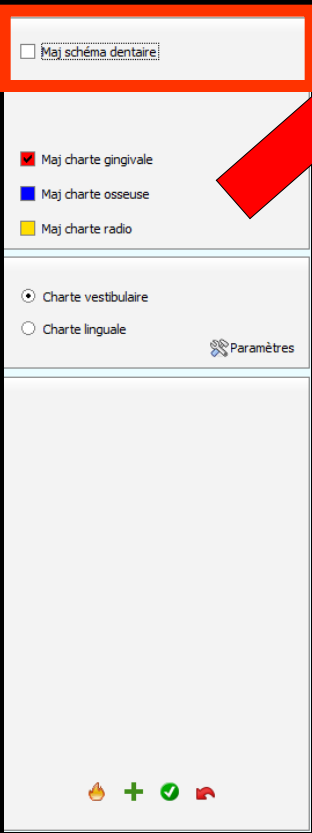 Maj schéma dentaire
Maj charte gingivale
Maj charte osseuse
Maj charte radio
Charte vestibulaire
Charte linguale
Paramètres